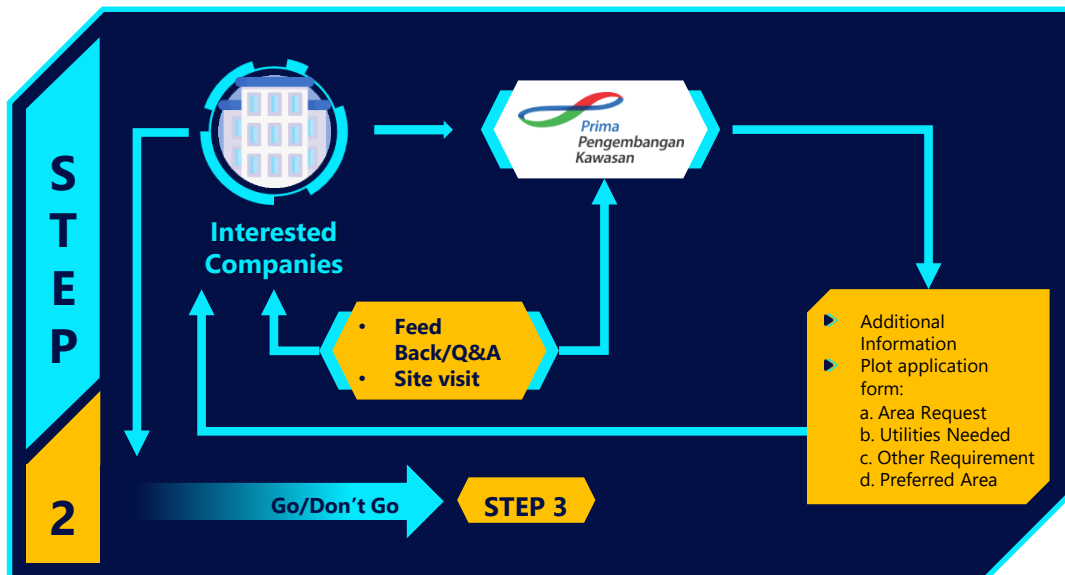 STEP
2
Interested
Companies
Prima
Pengembangan
Kawasan
• Feed
Back/Q&A
• Site visit
Additional
Information
Plot application
form:
a. Area Request
b. Utilities Needed
c. Other Requirement
d. Preferred Area
Go/Don’t Go
STEP 3